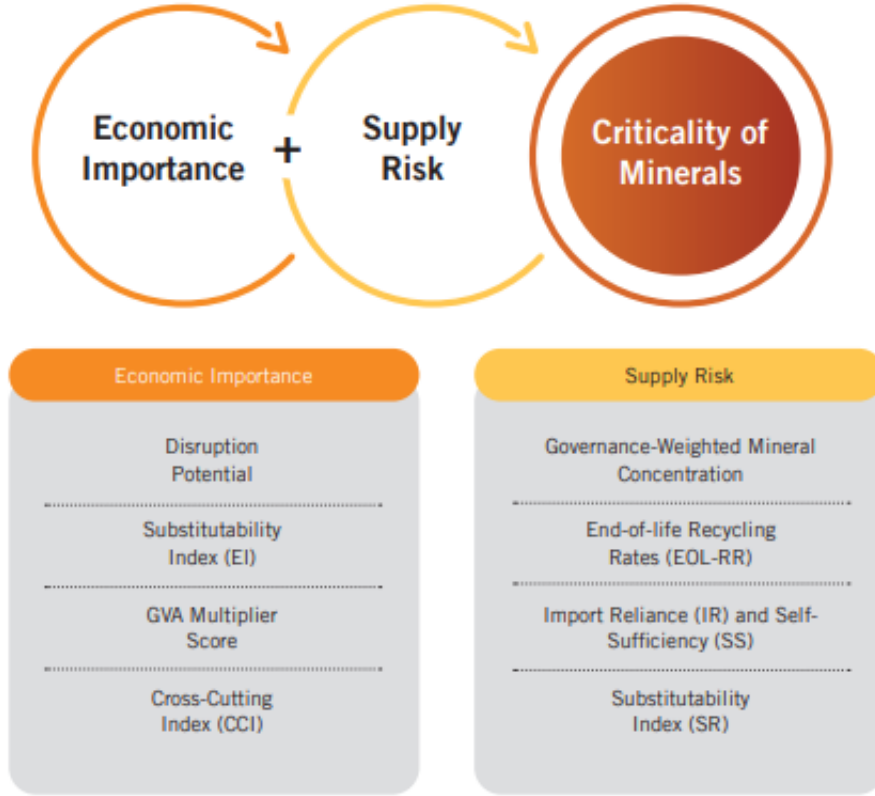 Economic
Importance
+
Supply
Risk
Criticality of
Minerals
Economic Importance
Disruption
Potential
Substitutability
Index (EI)
GVA Multiplier
Score
Cross-Cutting
Index (CCI)
Supply Risk
Governance-Weighted Mineral
Concentration
End-of-life Recycling
Rates (EOL-RR)
Import Reliance (IR) and Self-
Sufficiency (SS)
Substitutability
Index (SR)